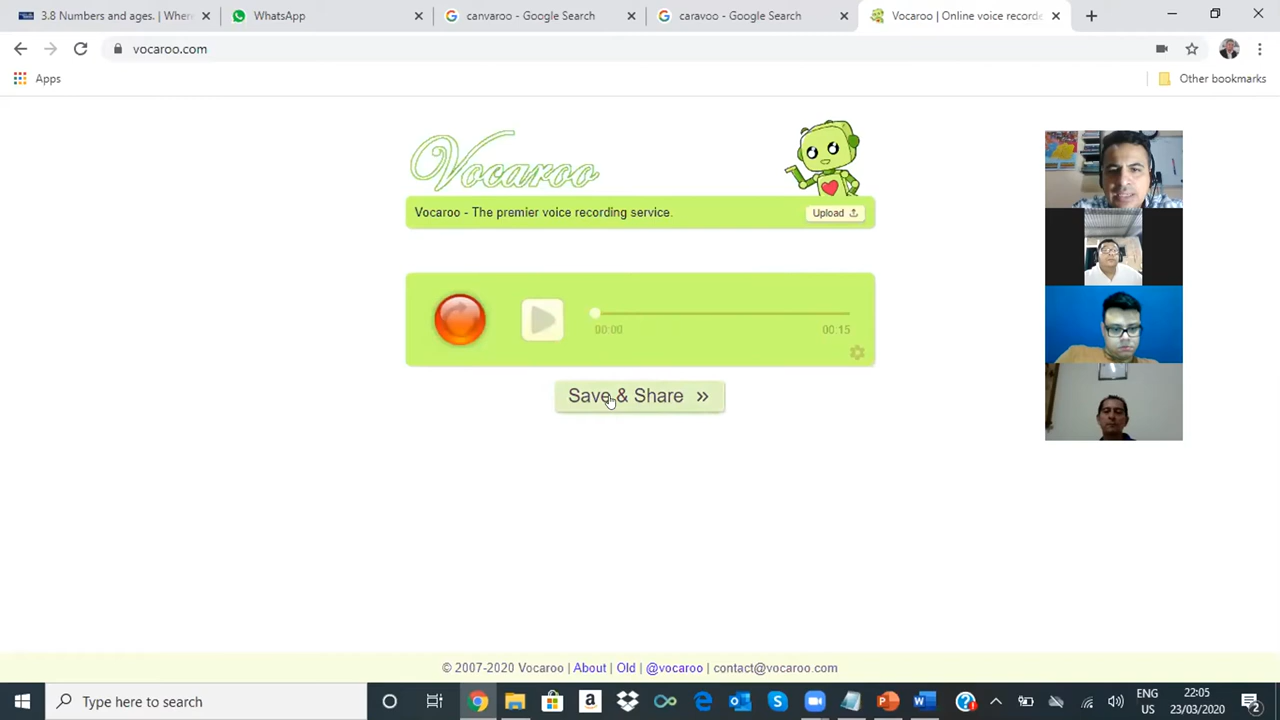 3.8 Numbers and ages. | Where
WhatsApp
canvaroo - Google Search
caravoo - Google Search
Vocaroo | Online voice recorde
vocaroo.com
Apps
Other bookmarks
Vocaroo
Vocaroo - The premier voice recording service.
Upload
00:00
00:15
Save & Share »
© 2007-2020 Vocaroo | About | Old | @vocaroo | contact@vocaroo.com
Type here to search
ENG
US
22:05
23/03/2020
2